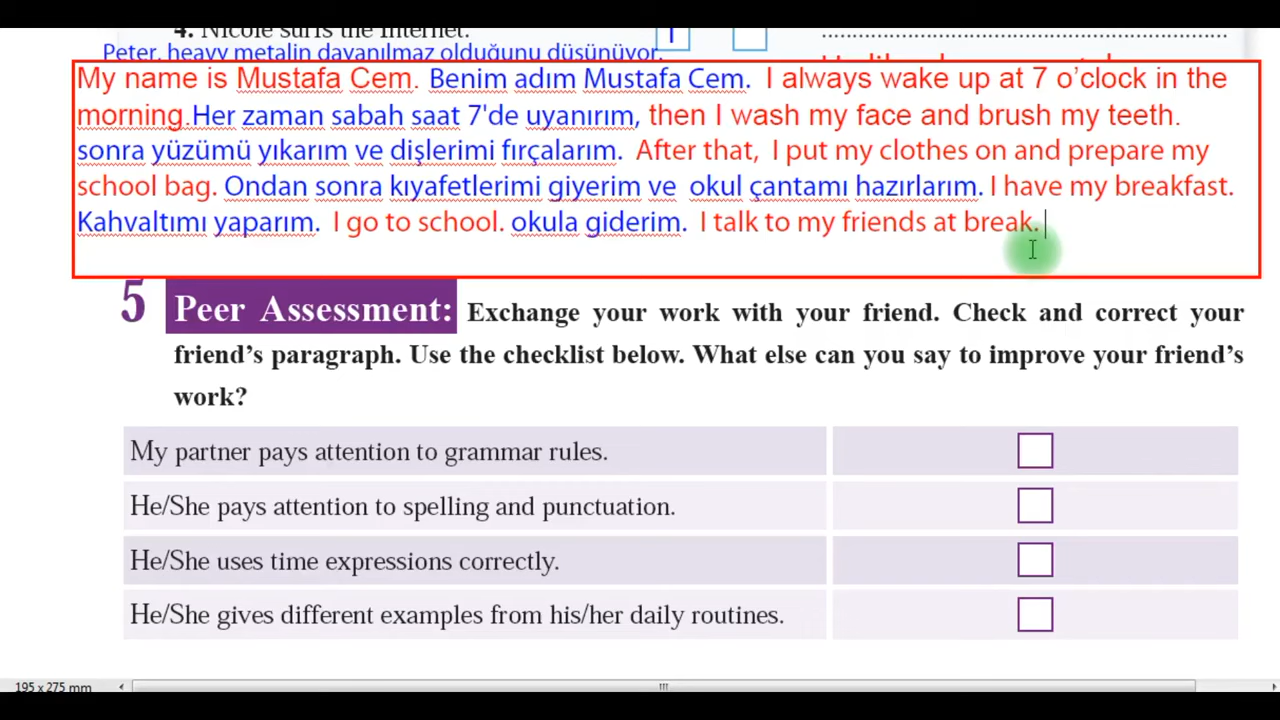 4. Nicole surfs the Internet.
Peter, heavy metalin dayanılmaz olduğunu düşünüyor.
My name is Mustafa Cem. Benim adım Mustafa Cem. I always wake up at 7 o'clock in the
morning.Her zaman sabah saat 7'de uyanırım, then I wash my face and brush my teeth.
sonra yüzümü yıkarım ve dişlerimi fırçalarım. After that, I put my clothes on and prepare my
school bag. Ondan sonra kıyafetlerimi giyerim ve okul çantamı hazırlarım. I have my breakfast.
Kahvaltımı yaparım. I go to school. okula giderim. I talk to my friends at break.
5 Peer Assessment: Exchange your work with your friend. Check and correct your
friend's paragraph. Use the checklist below. What else can you say to improve your friend's
work?
My partner pays attention to grammar rules.
He/She pays attention to spelling and punctuation.
He/She uses time expressions correctly.
He/She gives different examples from his/her daily routines.
195 x 275 mm